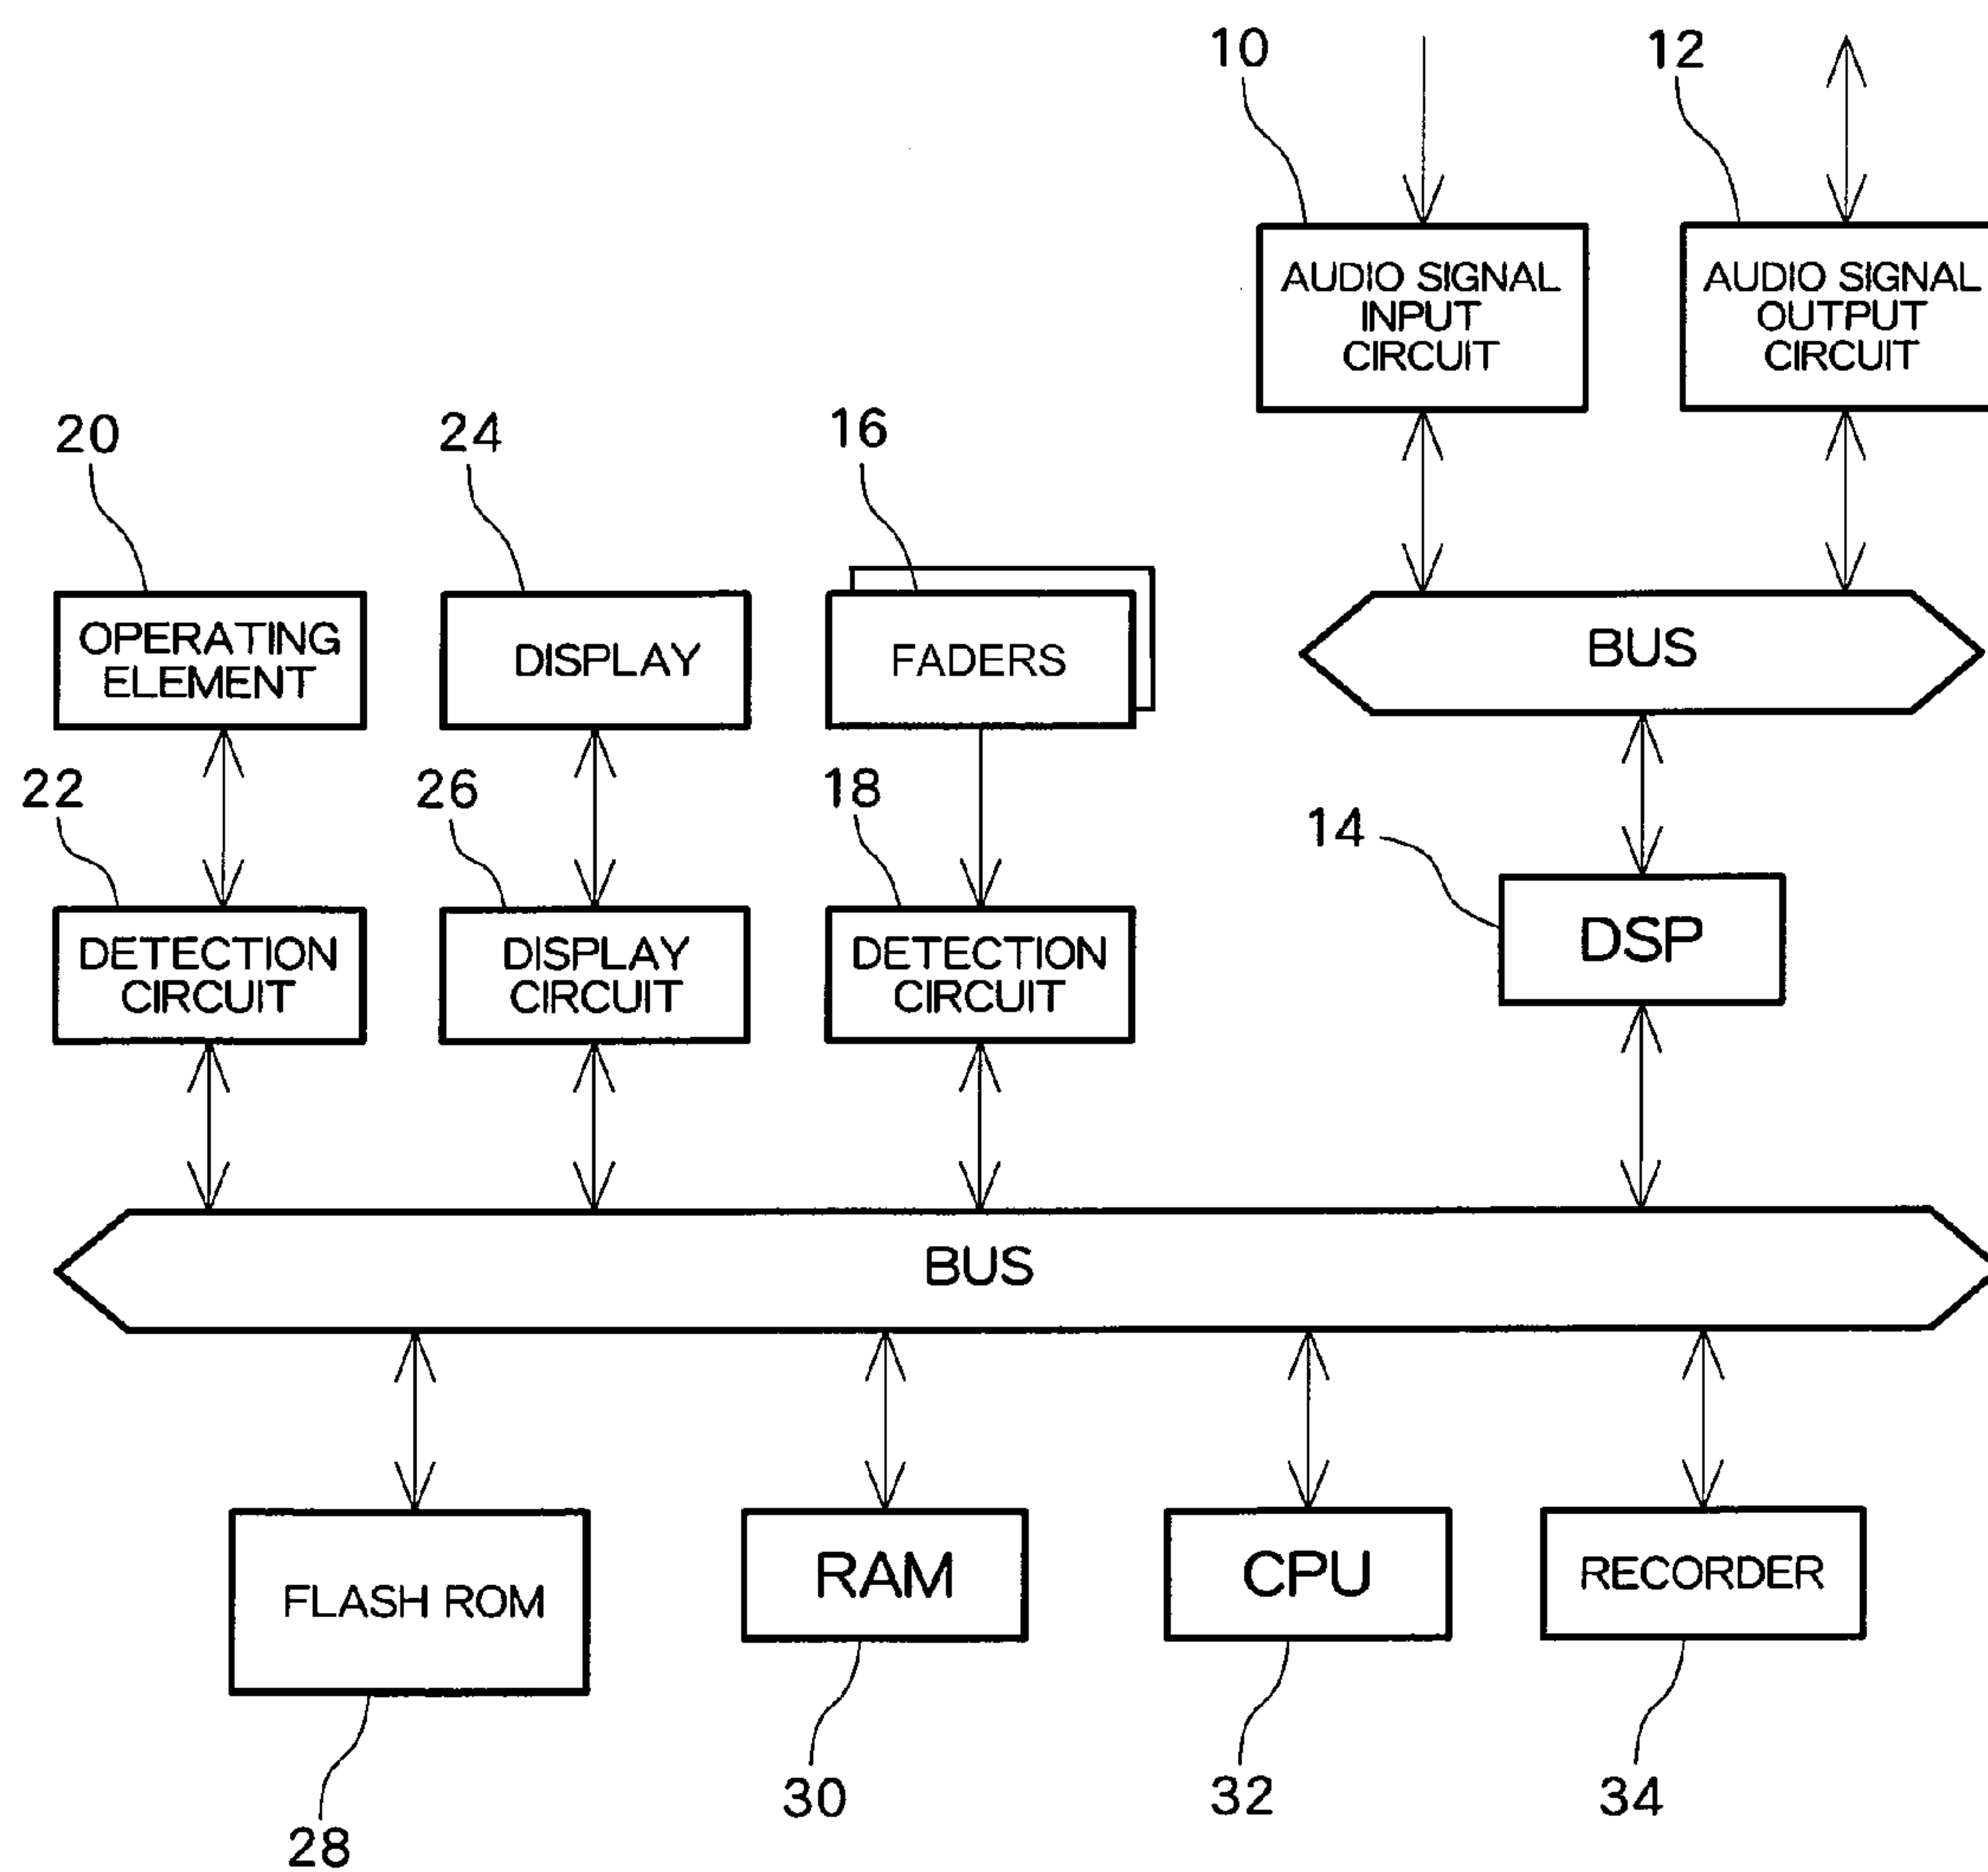 10
12
AUDIO SIGNAL
INPUT
CIRCUIT
AUDIO SIGNAL
OUTPUT
CIRCUIT
20
24
16
OPERATING
ELEMENT
DISPLAY
FADERS
BUS
22
26
18
14
DETECTION
CIRCUIT
DISPLAY
CIRCUIT
DETECTION
CIRCUIT
DSP
BUS
FLASH ROM
RAM
CPU
RECORDER
28
30
32
34